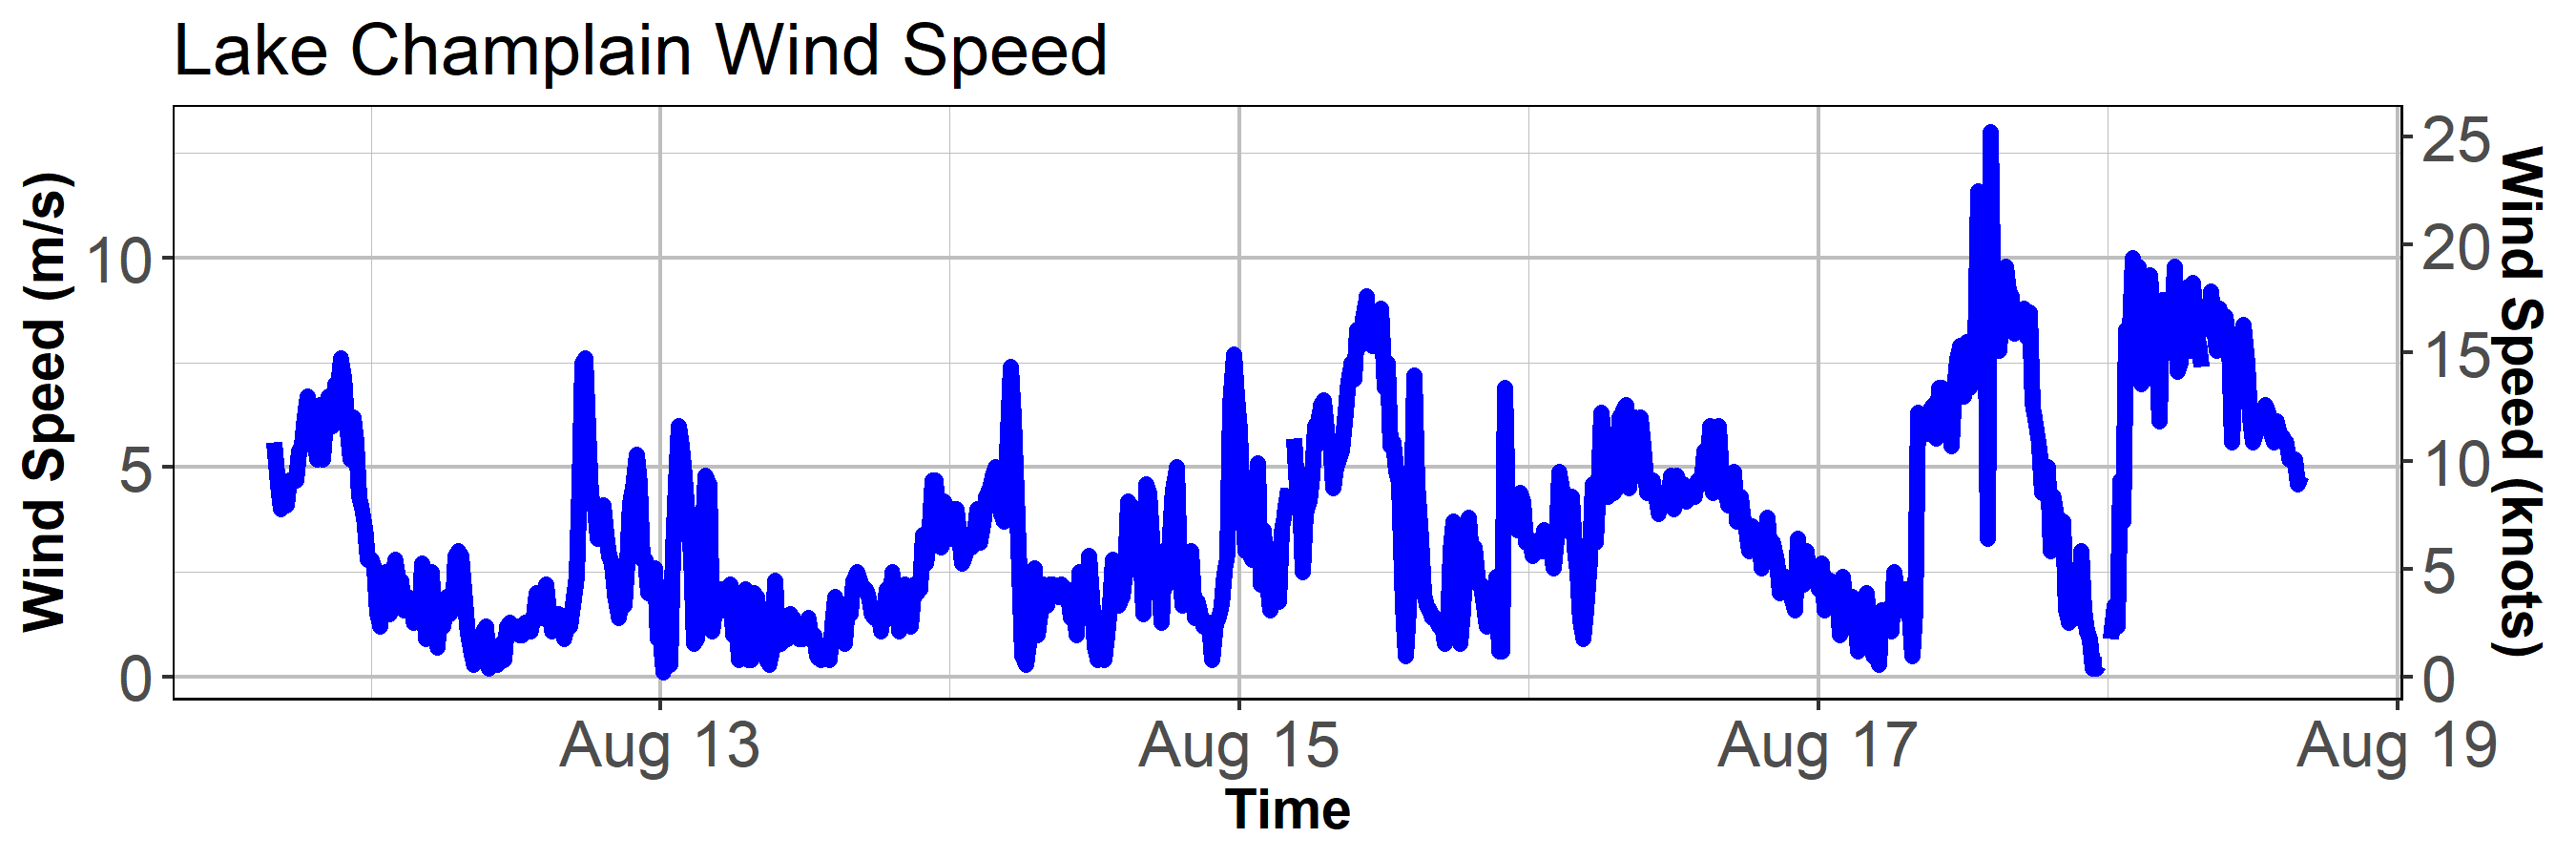 Lake Champlain Wind Speed
Wind Speed (m/s)
10
5
0
25
20
15
10
5
0
Wind Speed (knots)
Aug 13
Aug 15
Aug 17
Aug 19
Time